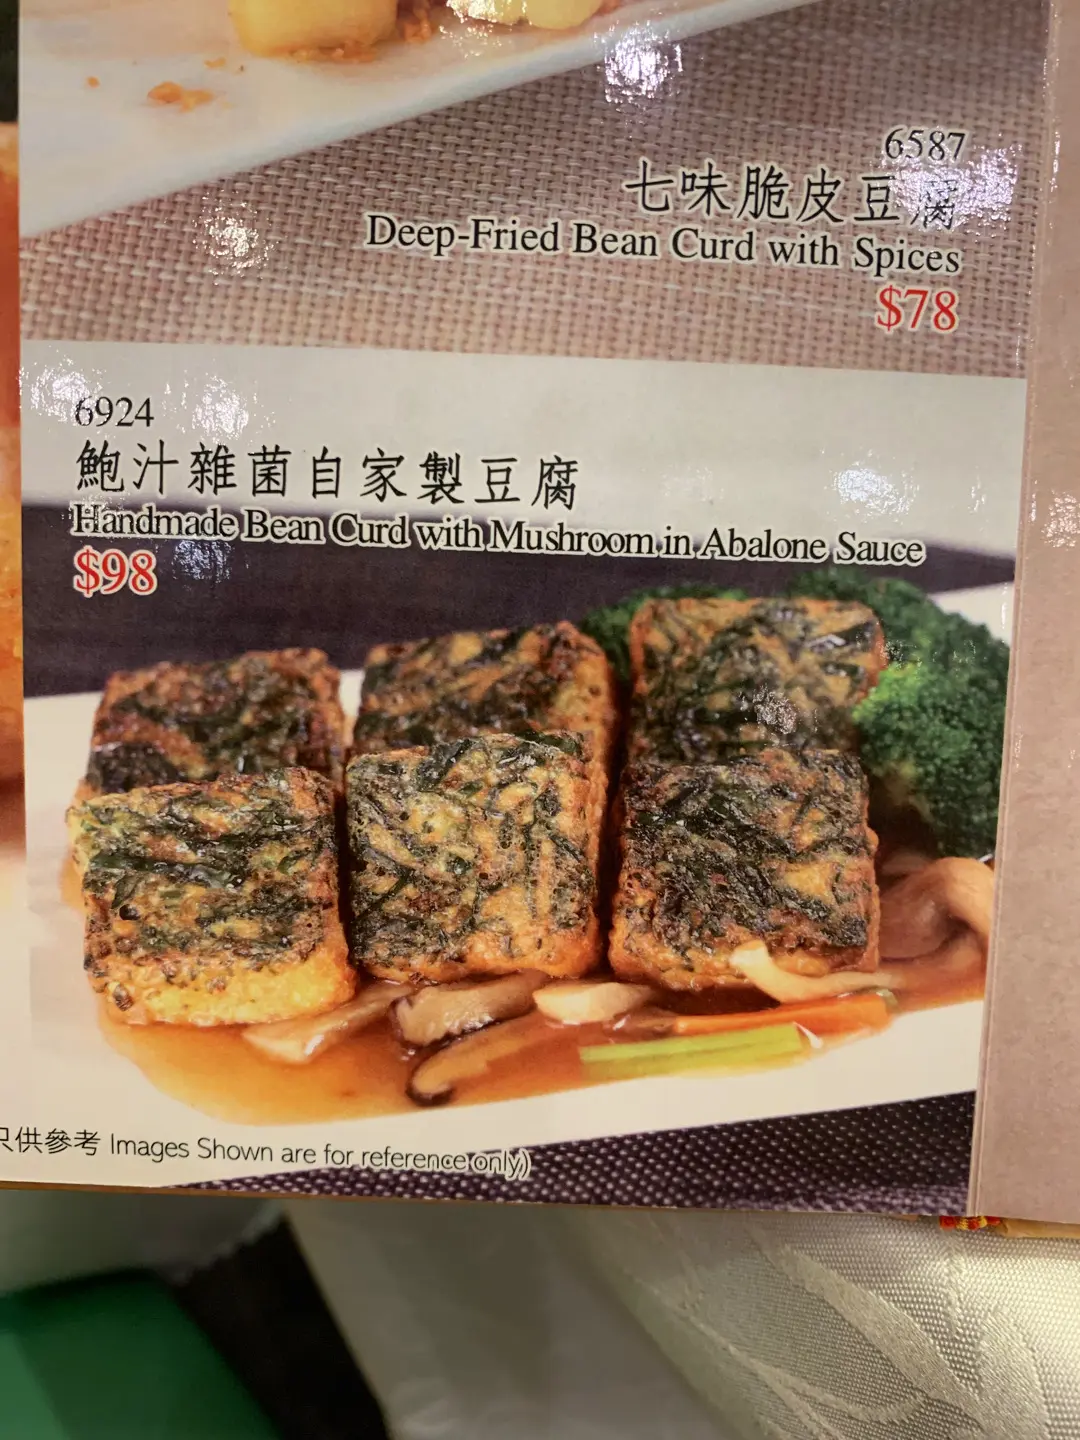 6587
七味脆皮豆腐
Deep-Fried Bean Curd with Spices
$78
6924
鮑汁雜菌自家製豆腐
Handmade Bean Curd with Mushroom in Abalone Sauce
$98
只供參考 Images Shown are for reference only)